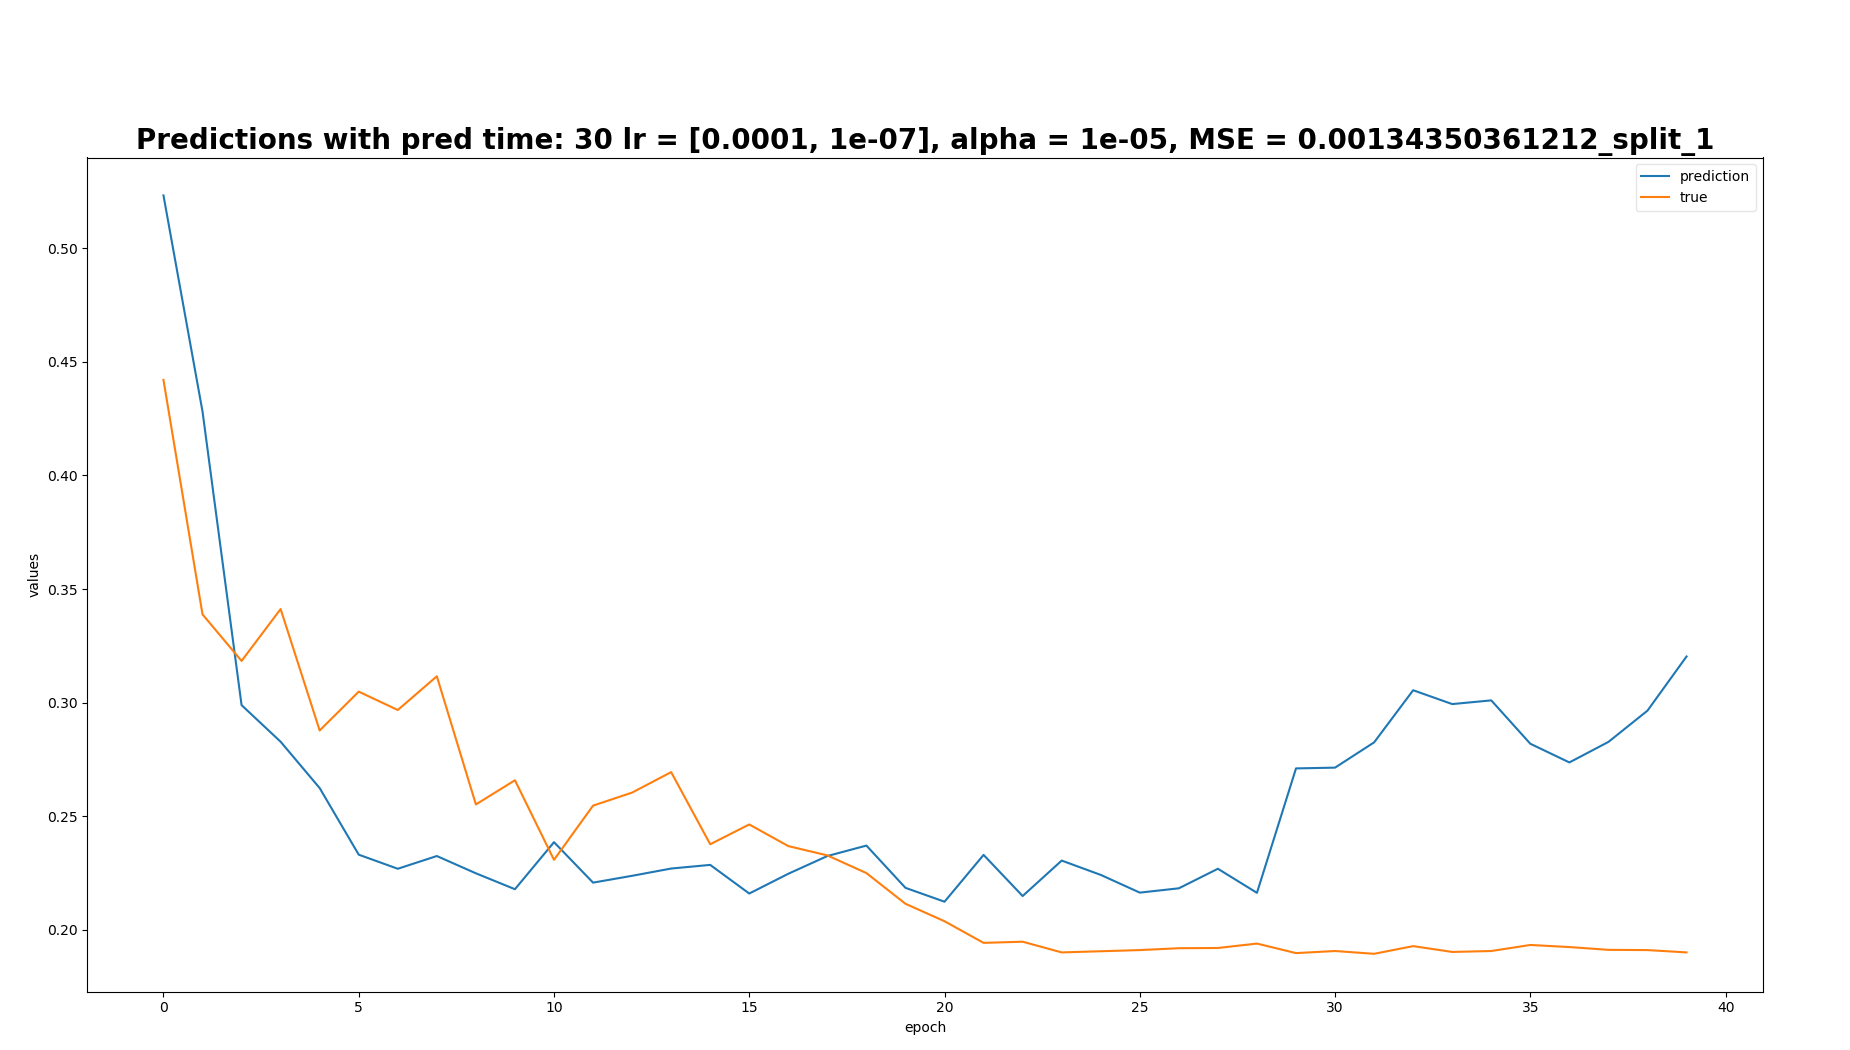 Predictions with pred time: 30 lr = [0.0001, 1e-07], alpha = 1e-05, MSE = 0.00134350361212_split_1
prediction
true
values
0.50
0.45
0.40
0.35
0.30
0.25
0.20
0 5 10 15 20 25 30 35 40
epoch